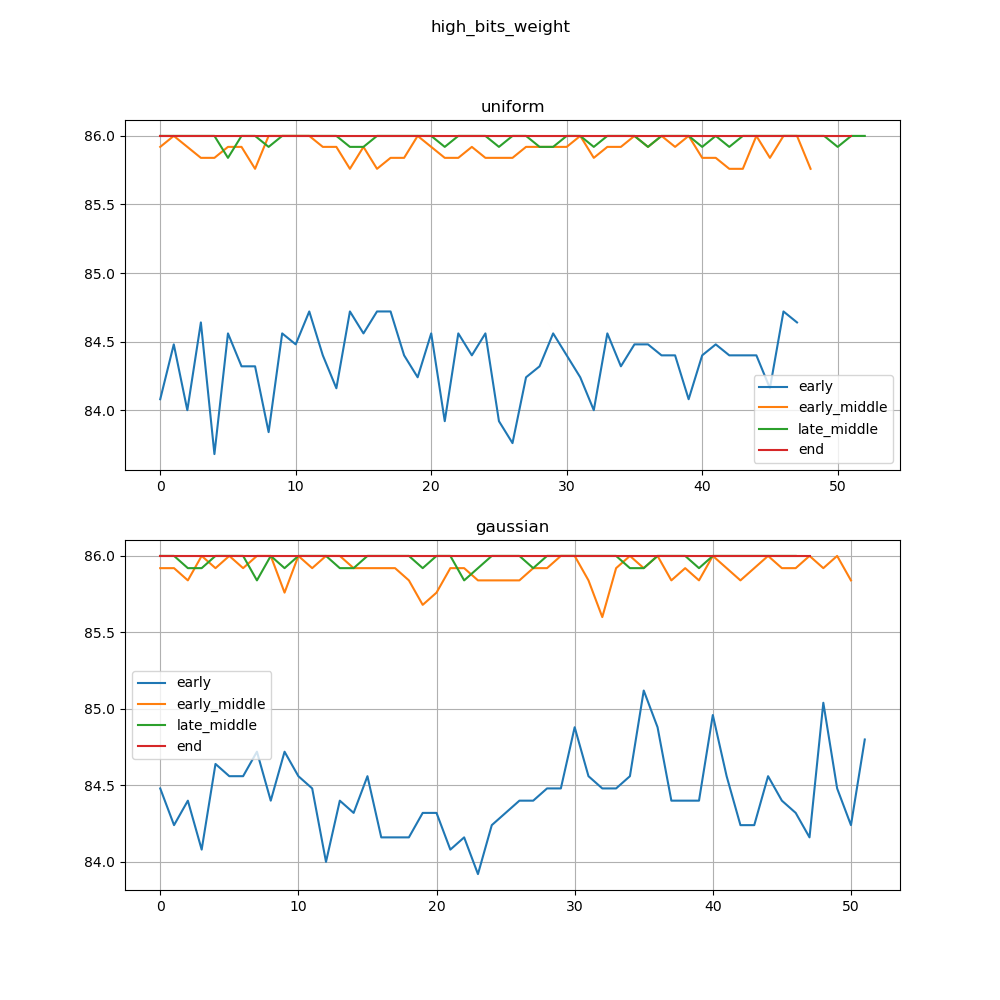 high_bits_weight
uniform
86.0
85.5
85.0
84.5
84.0
early
early_middle
late_middle
end
0 10 20 30 40 50
gaussian
86.0
85.5
85.0
84.5
84.0
early
early_middle
late_middle
end
0 10 20 30 40 50